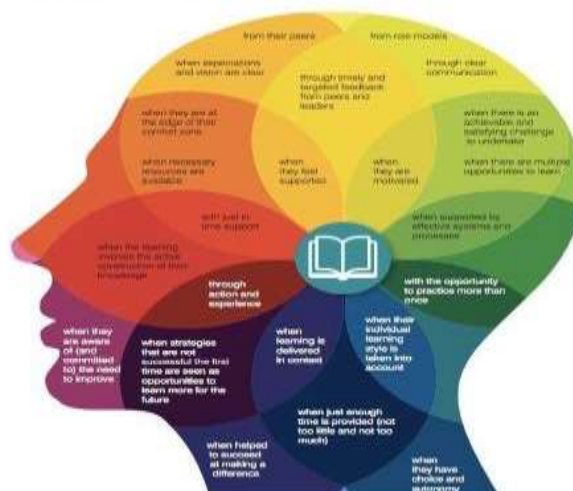 from their peers
from role models
when expectations
and vision are clear
through clear
communication
through timely and
targeted feedback
from peers and
leaders
when they are at
the edge of their
comfort zone
when there is an
achievable and
satisfying challenge
to undertake
when necessary
resources are
available
when
they feel
supported
when
they are
motivated
when there are multiple
opportunities to learn
with just in
time support
when supported by
effective systems and
processes
when the learning
involves the active
construction of their
knowledge
through
action and
experience
with the opportunity
to practice more than
once
when they
are aware
of (and
committed
to) the need
to improve
when strategies
that are not
successful the first
time are seen as
opportunities to
learn more for the
future
when
learning is
delivered
in context
when their
individual
learning
style is
taken into
account
when just enough
time is provided (not
too little and not too
much)
when helped
to succeed
at making a
difference
when
they have
choice and
autonomy